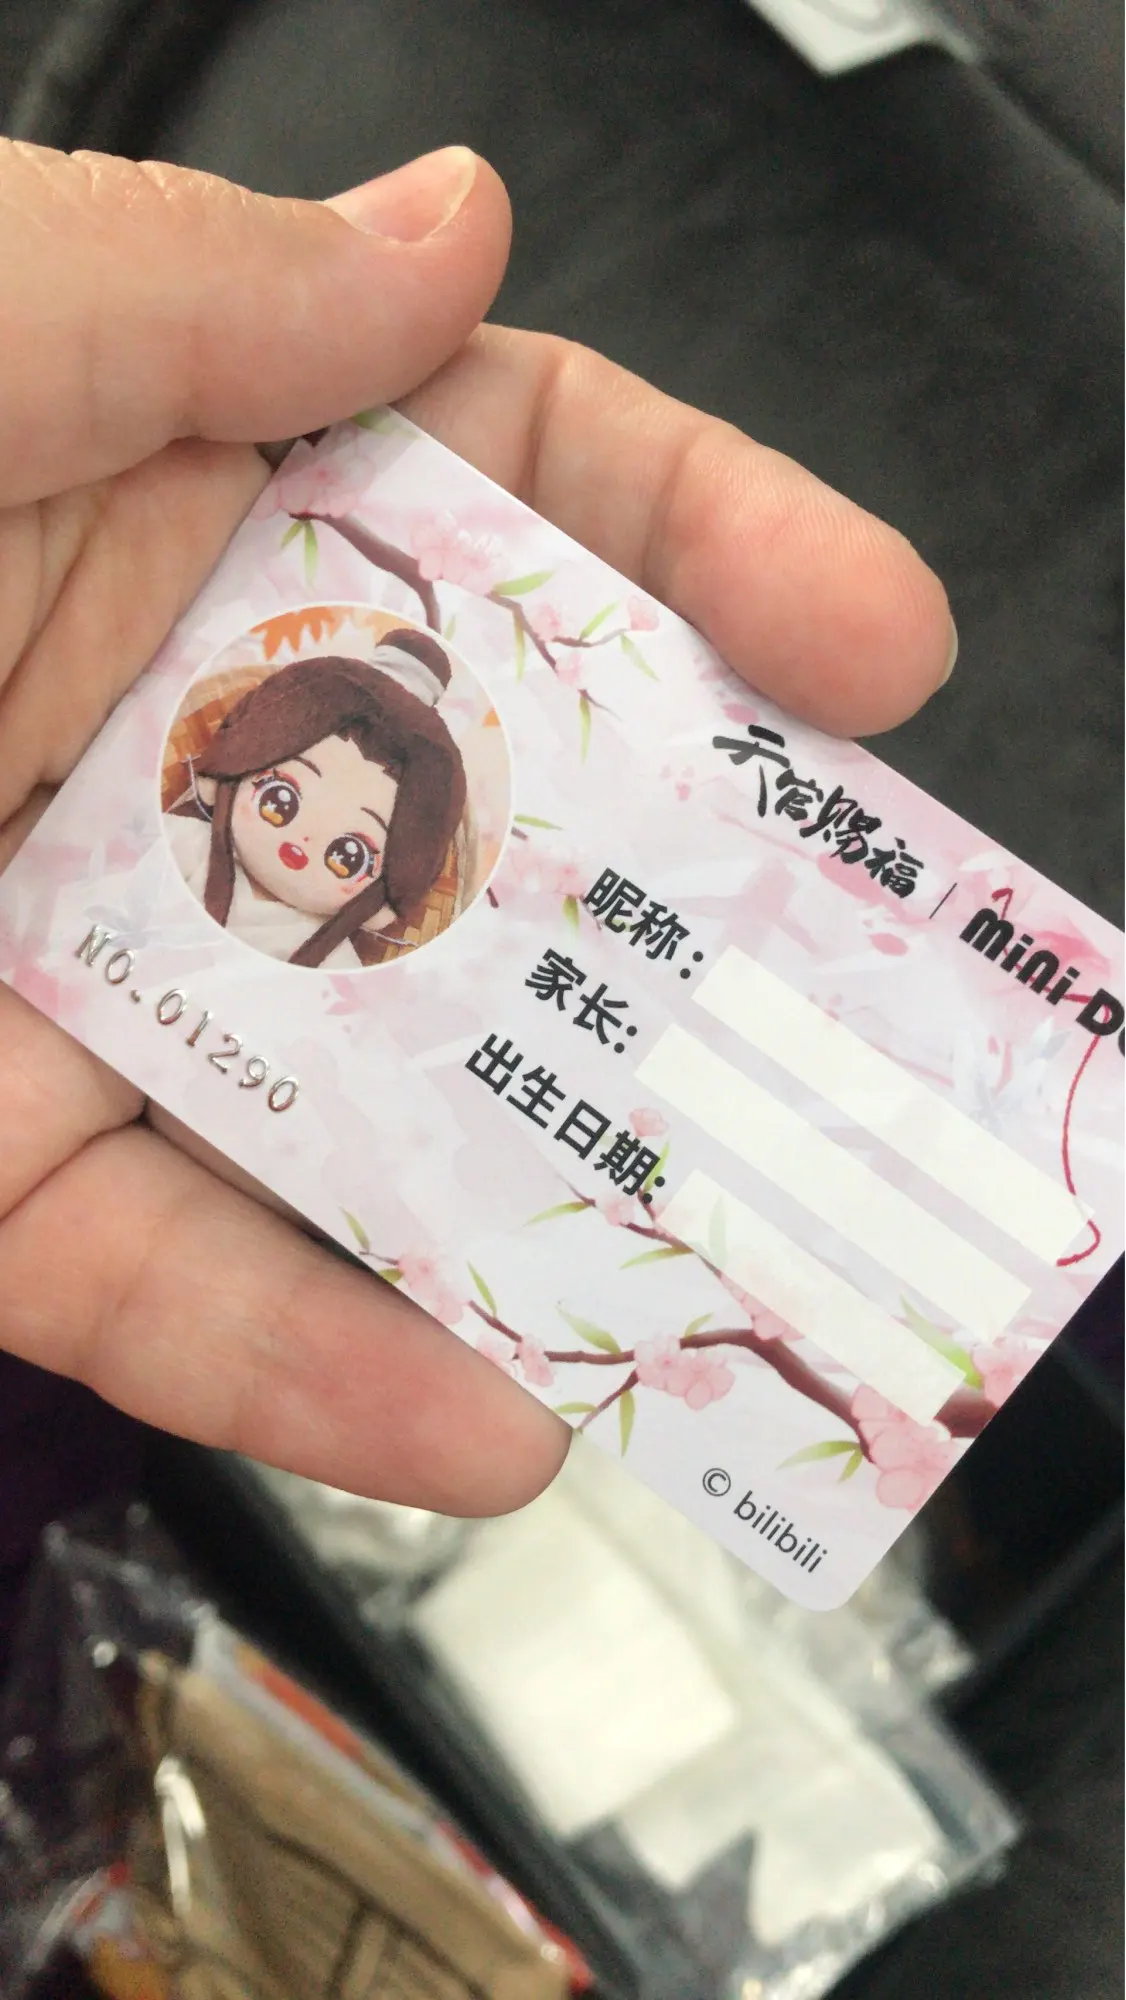 天官赐福 | MiNi D
昵称：
家长：
出生日期：
NO.01290
© bilibili